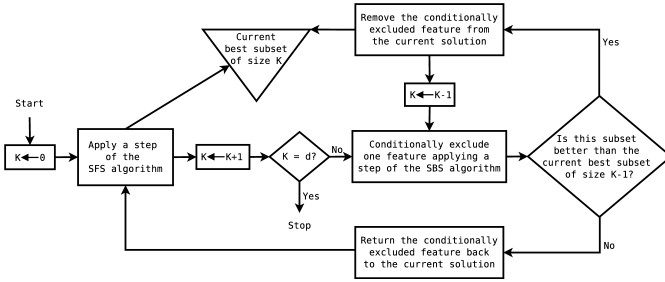 Remove the conditionally
excluded feature from
the current solution
Current
best subset
of size K
Yes
K←K-1
Start
K←0
Apply a step
of the
SFS algorithm
K←K+1
K = d?
No
Conditionally exclude
one feature applying a
step of the SBS algorithm
Is this subset
better than the
current best subset
of size K-1?
Yes
Stop
No
Return the conditionally
excluded feature back
to the current solution